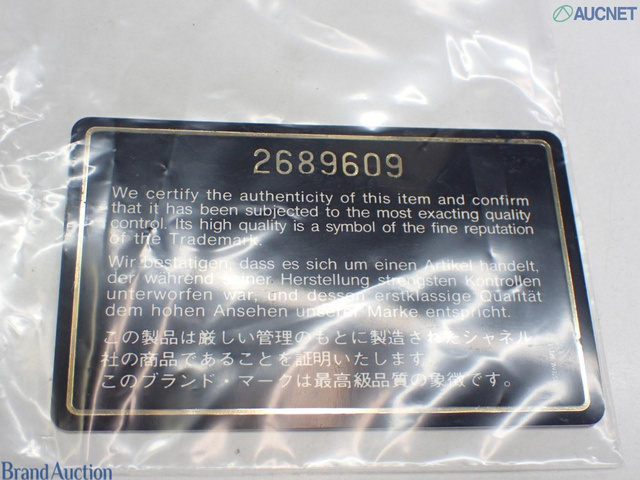 AUCNET
2689609
We certify the authenticity of this item and confirm
that it has been subjected to the most exacting quality
control. Its high quality is a symbol of the fine reputation
of the Trademark.
Wir bestätigen, dass es sich um einen Artikel handelt,
der während seiner Herstellung strengsten Kontrollen
unterworfen war, und dessen erstklassige Qualität
dem hohen Ansehen unserer Marke entspricht.
この製品は厳しい管理のもとに製造されたシャネル
社の商品であることを証明いたします。
このブランド・マークは最高級品質の象徴です。
Brand Auction